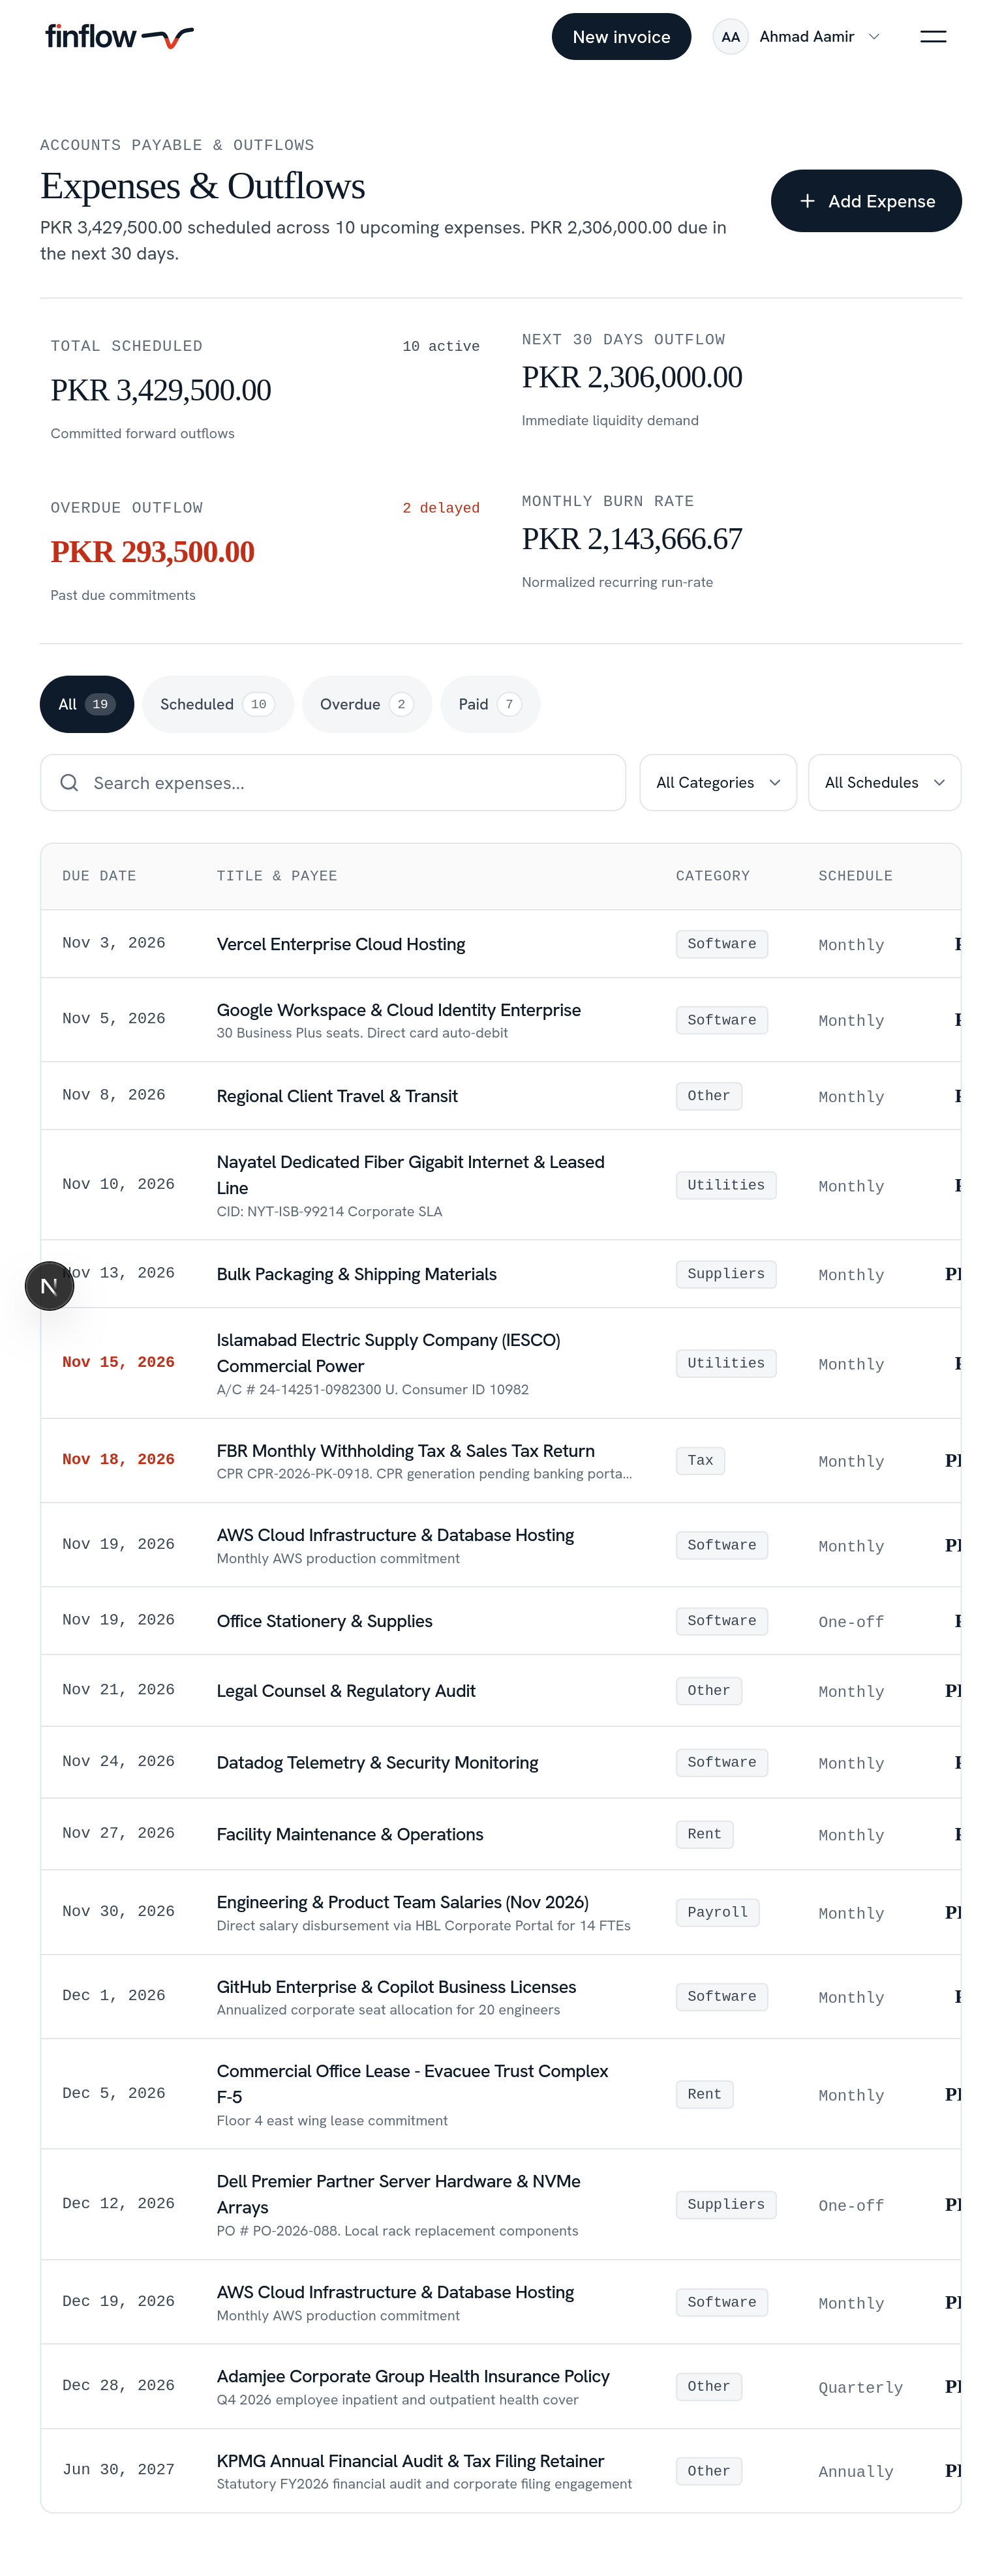 finflow
New invoice
AA
Ahmad Aamir
ACCOUNTS PAYABLE & OUTFLOWS
Expenses & Outflows
PKR 3,429,500.00 scheduled across 10 upcoming expenses. PKR 2,306,000.00 due in
the next 30 days.
Add Expense
TOTAL SCHEDULED
10 active
PKR 3,429,500.00
Committed forward outflows
NEXT 30 DAYS OUTFLOW
PKR 2,306,000.00
Immediate liquidity demand
OVERDUE OUTFLOW
2 delayed
PKR 293,500.00
Past due commitments
MONTHLY BURN RATE
PKR 2,143,666.67
Normalized recurring run-rate
All 19
Scheduled 10
Overdue 2
Paid 7
Search expenses...
All Categories
All Schedules
DUE DATE TITLE & PAYEE CATEGORY SCHEDULE
Nov 3, 2026 Vercel Enterprise Cloud Hosting Software Monthly
Nov 5, 2026 Google Workspace & Cloud Identity Enterprise Software Monthly
30 Business Plus seats. Direct card auto-debit
Nov 8, 2026 Regional Client Travel & Transit Other Monthly
Nov 10, 2026 Nayatel Dedicated Fiber Gigabit Internet & Leased Utilities Monthly
Line
CID: NYT-ISB-99214 Corporate SLA
N
Nov 13, 2026 Bulk Packaging & Shipping Materials Suppliers Monthly
Nov 15, 2026 Islamabad Electric Supply Company (IESCO) Utilities Monthly
Commercial Power
A/C # 24-14251-0982300 U. Consumer ID 10982
Nov 18, 2026 FBR Monthly Withholding Tax & Sales Tax Return Tax Monthly
CPR CPR-2026-PK-0918. CPR generation pending banking porta...
Nov 19, 2026 AWS Cloud Infrastructure & Database Hosting Software Monthly
Monthly AWS production commitment
Nov 19, 2026 Office Stationery & Supplies Software One-off
Nov 21, 2026 Legal Counsel & Regulatory Audit Other Monthly
Nov 24, 2026 Datadog Telemetry & Security Monitoring Software Monthly
Nov 27, 2026 Facility Maintenance & Operations Rent Monthly
Nov 30, 2026 Engineering & Product Team Salaries (Nov 2026) Payroll Monthly
Direct salary disbursement via HBL Corporate Portal for 14 FTEs
Dec 1, 2026 GitHub Enterprise & Copilot Business Licenses Software Monthly
Annualized corporate seat allocation for 20 engineers
Dec 5, 2026 Commercial Office Lease - Evacuee Trust Complex Rent Monthly
F-5
Floor 4 east wing lease commitment
Dec 12, 2026 Dell Premier Partner Server Hardware & NVMe Suppliers One-off
Arrays
PO # PO-2026-088. Local rack replacement components
Dec 19, 2026 AWS Cloud Infrastructure & Database Hosting Software Monthly
Monthly AWS production commitment
Dec 28, 2026 Adamjee Corporate Group Health Insurance Policy Other Quarterly
Q4 2026 employee inpatient and outpatient health cover
Jun 30, 2027 KPMG Annual Financial Audit & Tax Filing Retainer Other Annually
Statutory FY2026 financial audit and corporate filing engagement